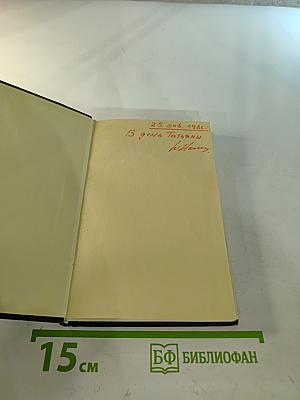 25 янв. 1986г.
В день Татьяны
15 см
БФ БИБЛИОФАН